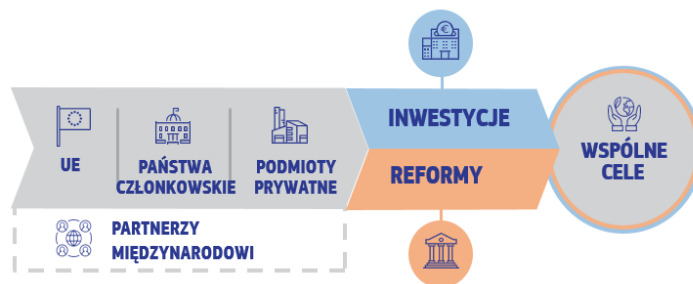 UE
PAŃSTWA
CZŁONKOWSKIE
PODMIOTY
PRYWATNE
INWESTYCJE
REFORMY
WSPÓLNE
CELE
PARTNERZY
MIĘDZYNARODOWI